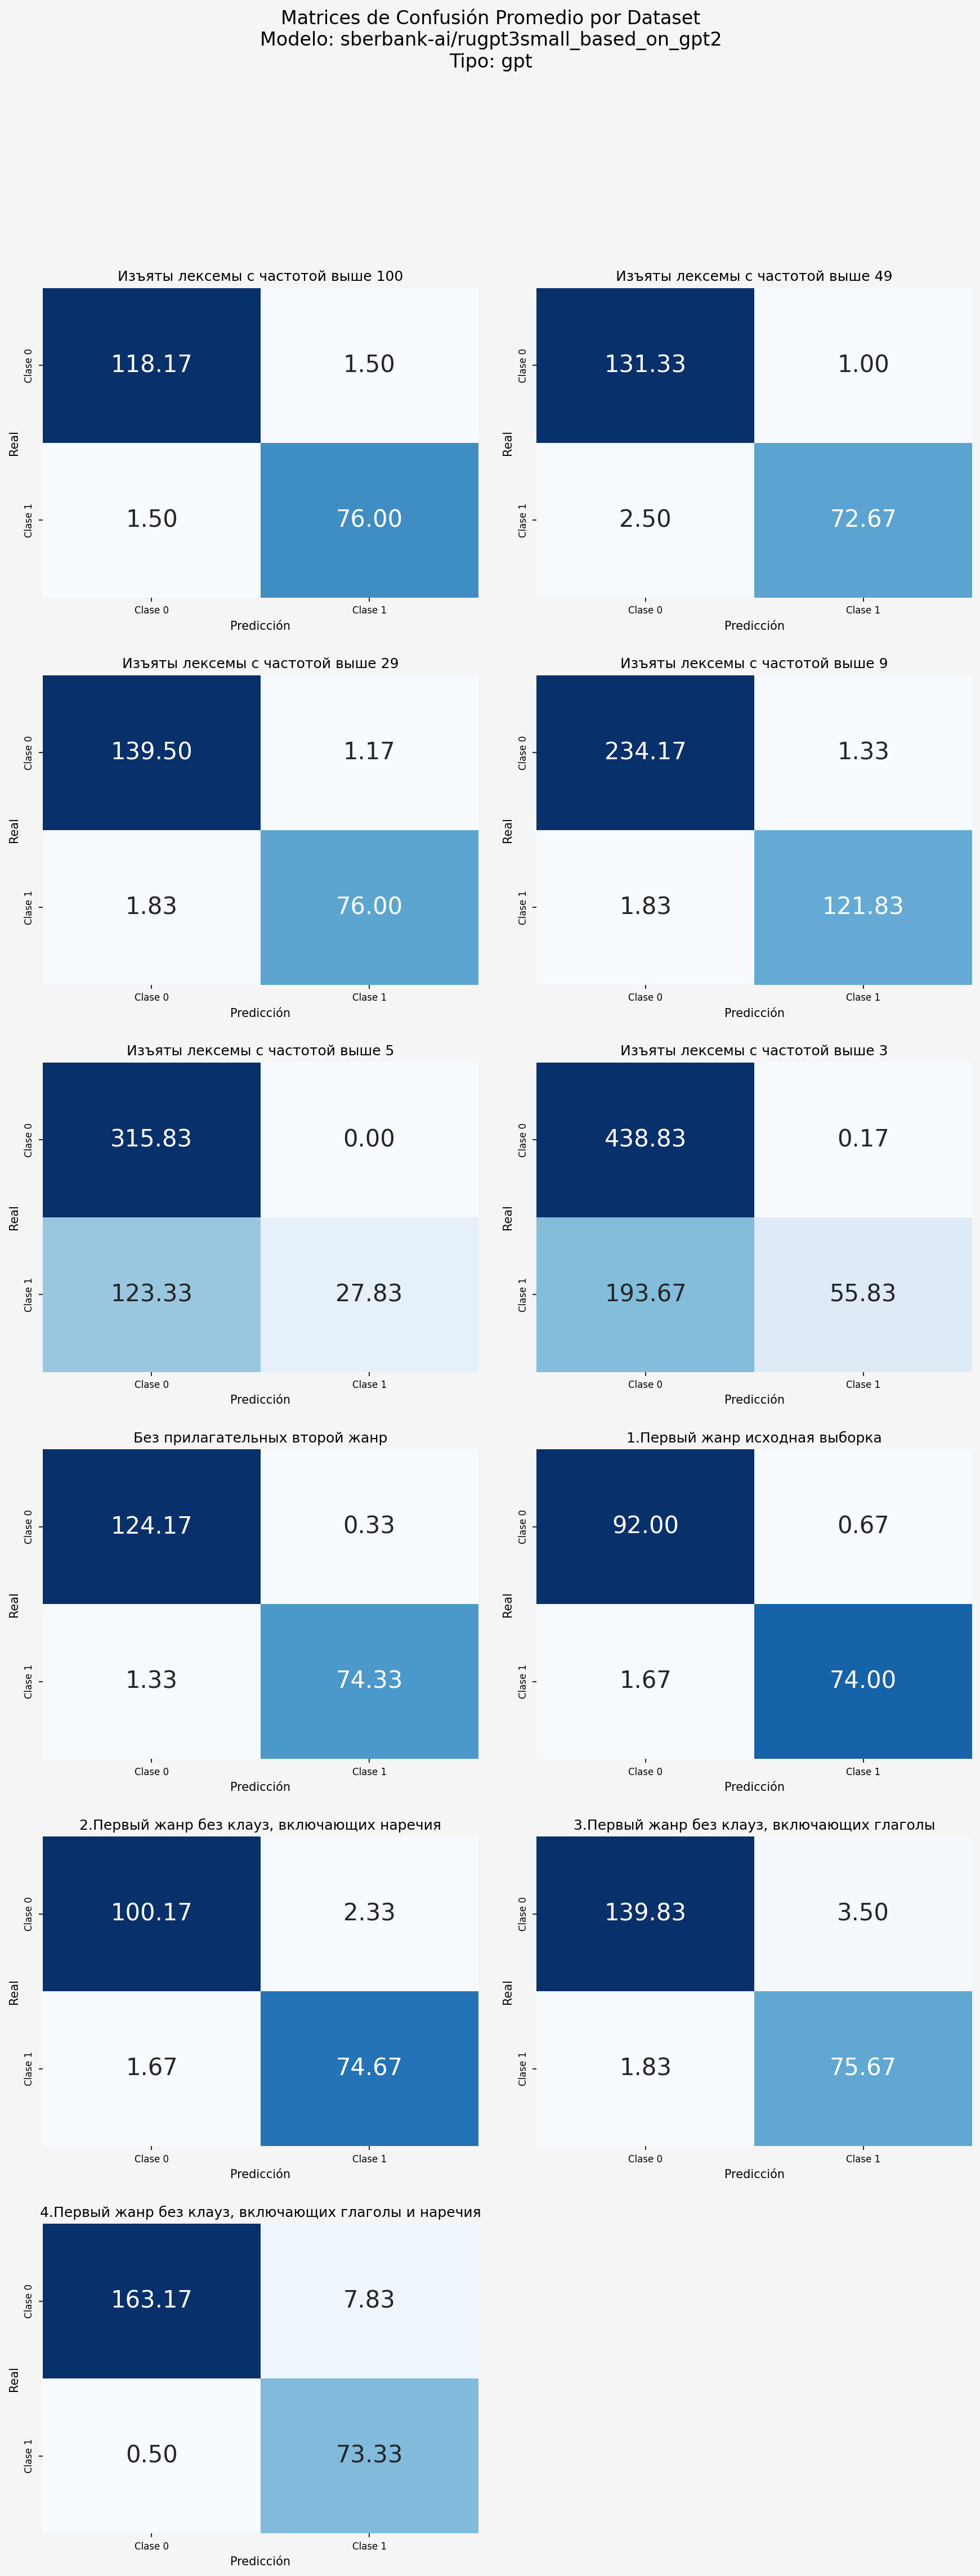 Matrices de Confusión Promedio por Dataset
Modelo: sberbank-ai/rugpt3small_based_on_gpt2
Tipo: gpt
Изъяты лексемы с частотой выше 100
Clase 0
118.17
1.50
Real
Clase 1
1.50
76.00
Clase 0
Clase 1
Predicción
Изъяты лексемы с частотой выше 49
Clase 0
131.33
1.00
Real
Clase 1
2.50
72.67
Clase 0
Clase 1
Predicción
Изъяты лексемы с частотой выше 29
Clase 0
139.50
1.17
Real
Clase 1
1.83
76.00
Clase 0
Clase 1
Predicción
Изъяты лексемы с частотой выше 9
Clase 0
234.17
1.33
Real
Clase 1
1.83
121.83
Clase 0
Clase 1
Predicción
Изъяты лексемы с частотой выше 5
Clase 0
315.83
0.00
Real
Clase 1
123.33
27.83
Clase 0
Clase 1
Predicción
Изъяты лексемы с частотой выше 3
Clase 0
438.83
0.17
Real
Clase 1
193.67
55.83
Clase 0
Clase 1
Predicción
Без прилагательных второй жанр
Clase 0
124.17
0.33
Real
Clase 1
1.33
74.33
Clase 0
Clase 1
Predicción
1.Первый жанр исходная выборка
Clase 0
92.00
0.67
Real
Clase 1
1.67
74.00
Clase 0
Clase 1
Predicción
2.Первый жанр без клауз, включающих наречия
Clase 0
100.17
2.33
Real
Clase 1
1.67
74.67
Clase 0
Clase 1
Predicción
3.Первый жанр без клауз, включающих глаголы
Clase 0
139.83
3.50
Real
Clase 1
1.83
75.67
Clase 0
Clase 1
Predicción
4.Первый жанр без клауз, включающих глаголы и наречия
Clase 0
163.17
7.83
Real
Clase 1
0.50
73.33
Clase 0
Clase 1
Predicción